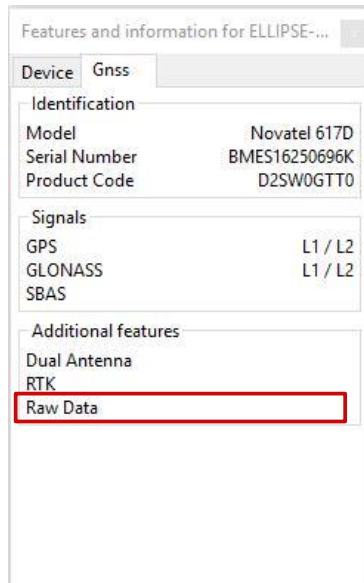 Features and information for ELLIPSE-...
Device Gnss
Identification
Model Novatel 617D
Serial Number BMES16250696K
Product Code D2SW0GTT0
Signals
GPS L1 / L2
GLONASS L1 / L2
SBAS
Additional features
Dual Antenna
RTK
Raw Data